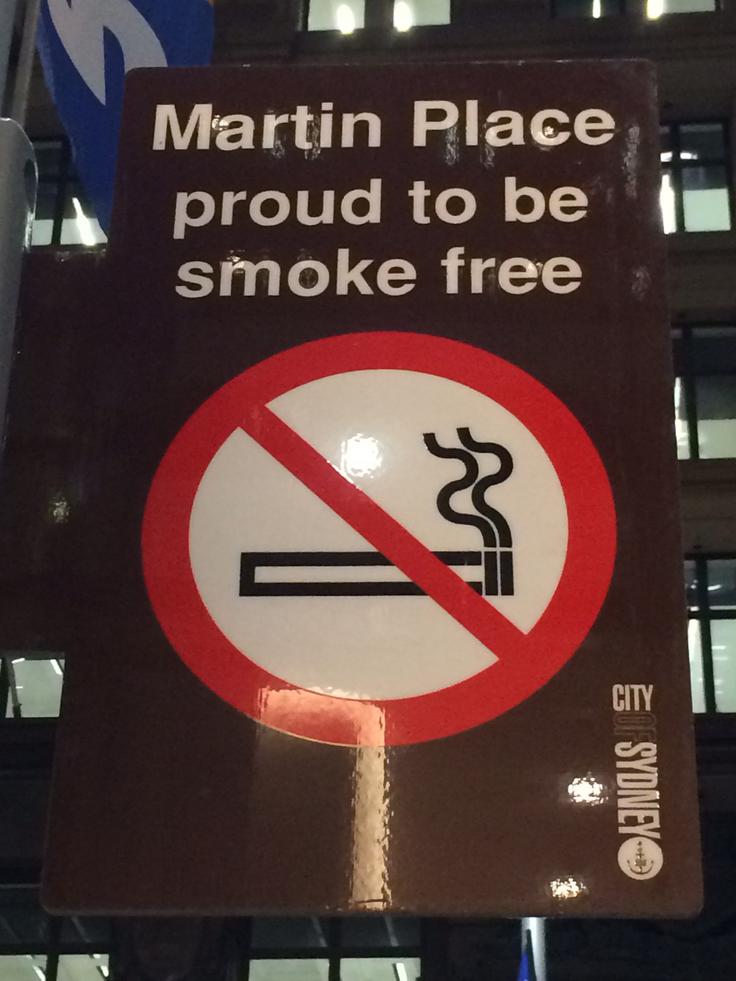 Martin Place
proud to be
smoke free
CITY
OF SYDNEY